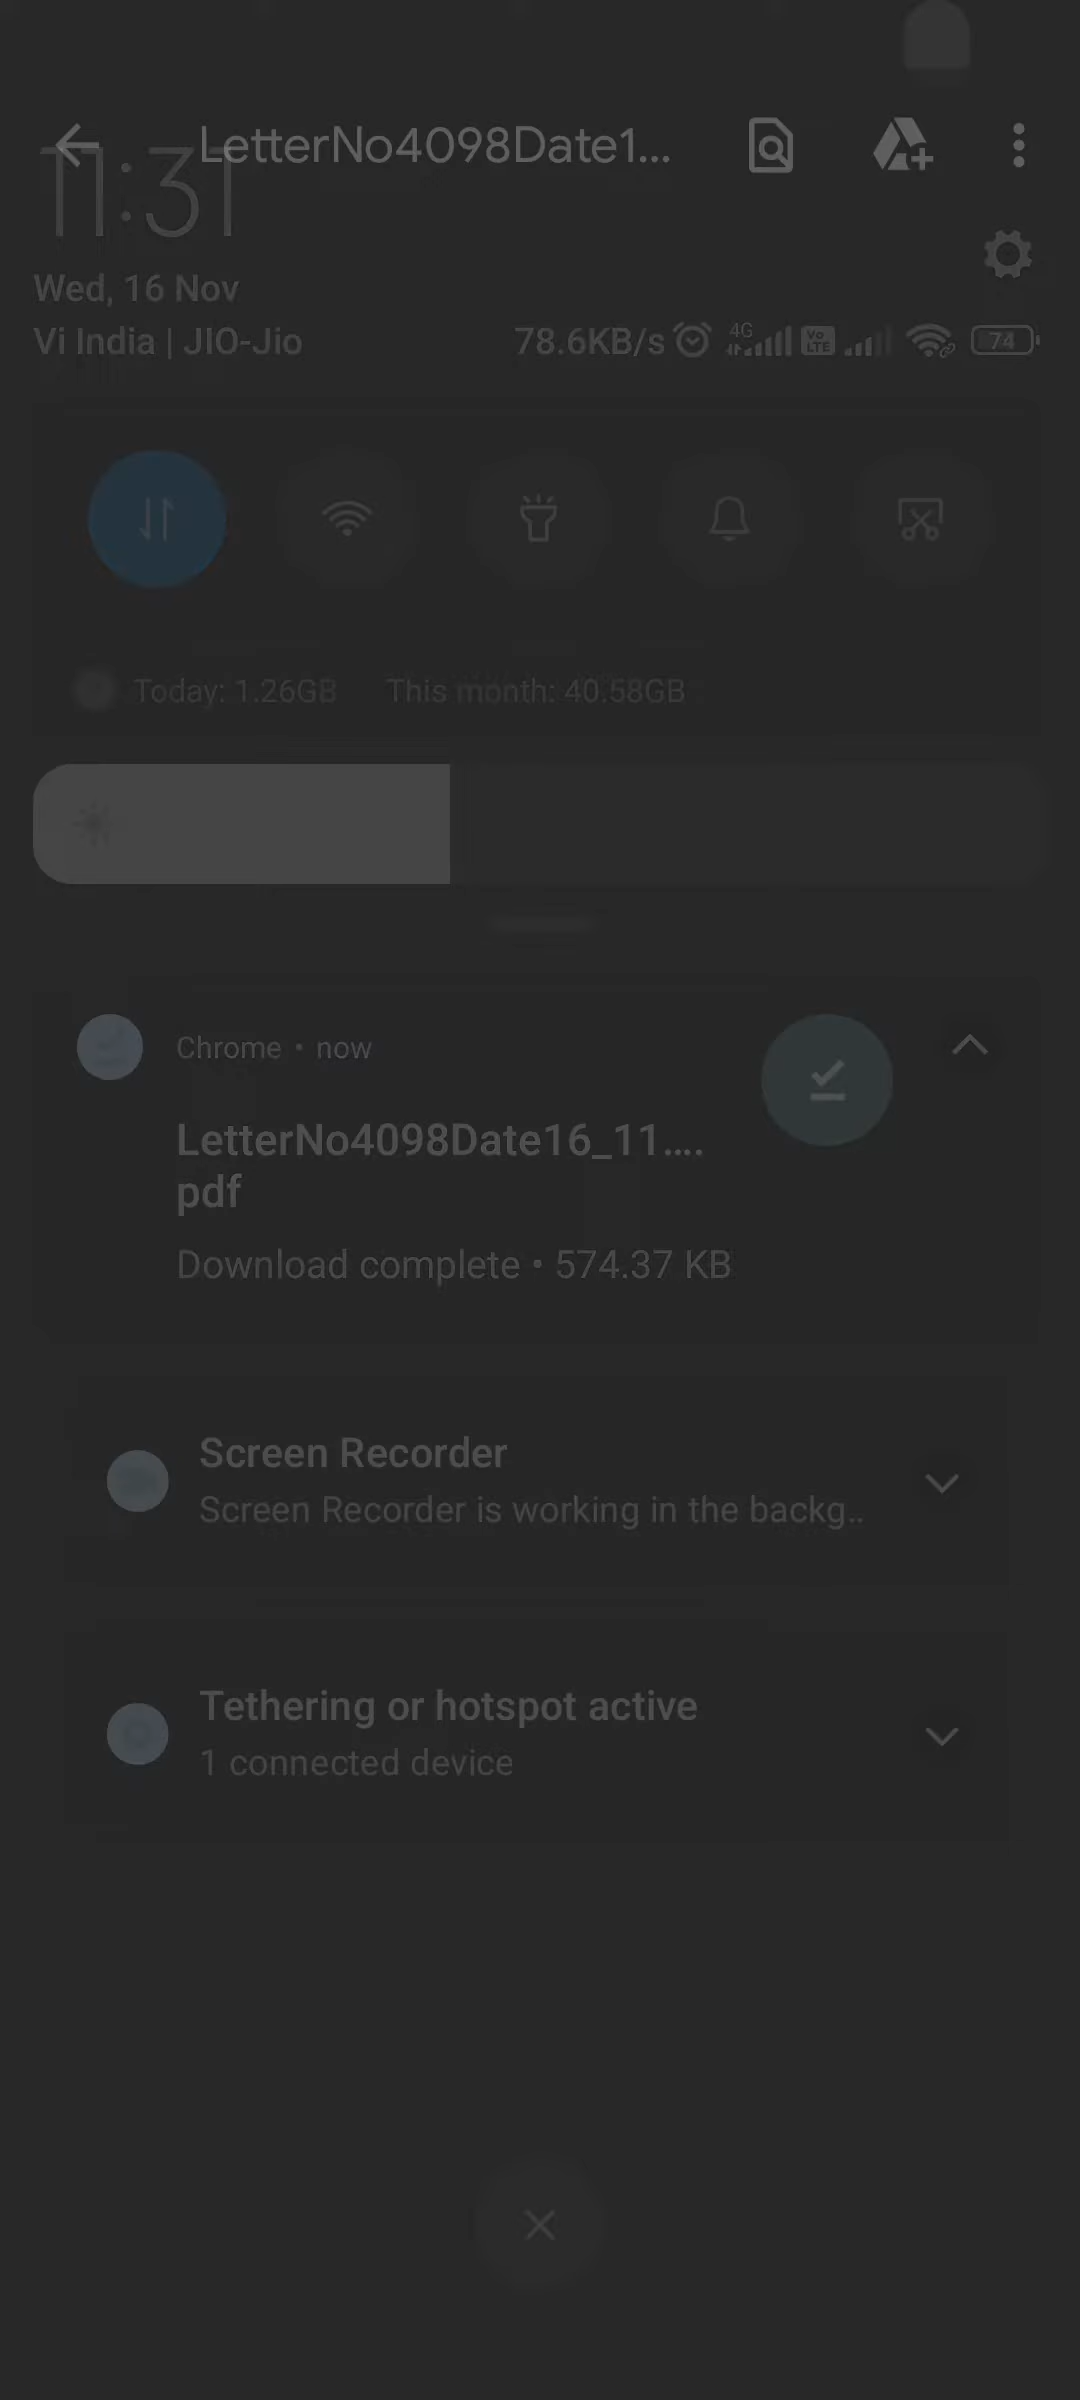 LetterNo4098Date1...
11:31
Wed, 16 Nov
Vi India | JIO-Jio 78.6KB/s 4G Vo LTE 74
Today: 1.26GB This month: 40.58GB
Chrome • now
LetterNo4098Date16_11....
pdf
Download complete • 574.37 KB
Screen Recorder
Screen Recorder is working in the backg..
Tethering or hotspot active
1 connected device